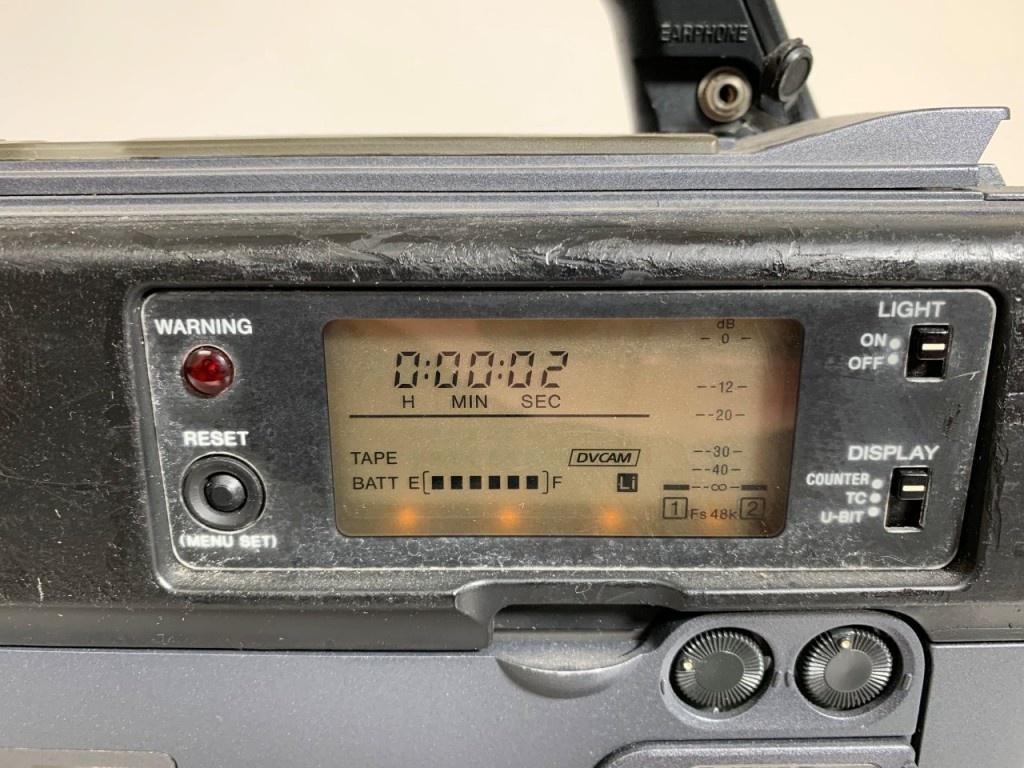 EARPHONE
WARNING
RESET
(MENU SET)
0:00:02
H MIN SEC
TAPE
DVCAM
BATT E F Li
dB
0
--12--
--20--
--30--
--40--
--∞--
1 Fs 48k 2
LIGHT
ON
OFF
DISPLAY
COUNTER
TC
U-BIT